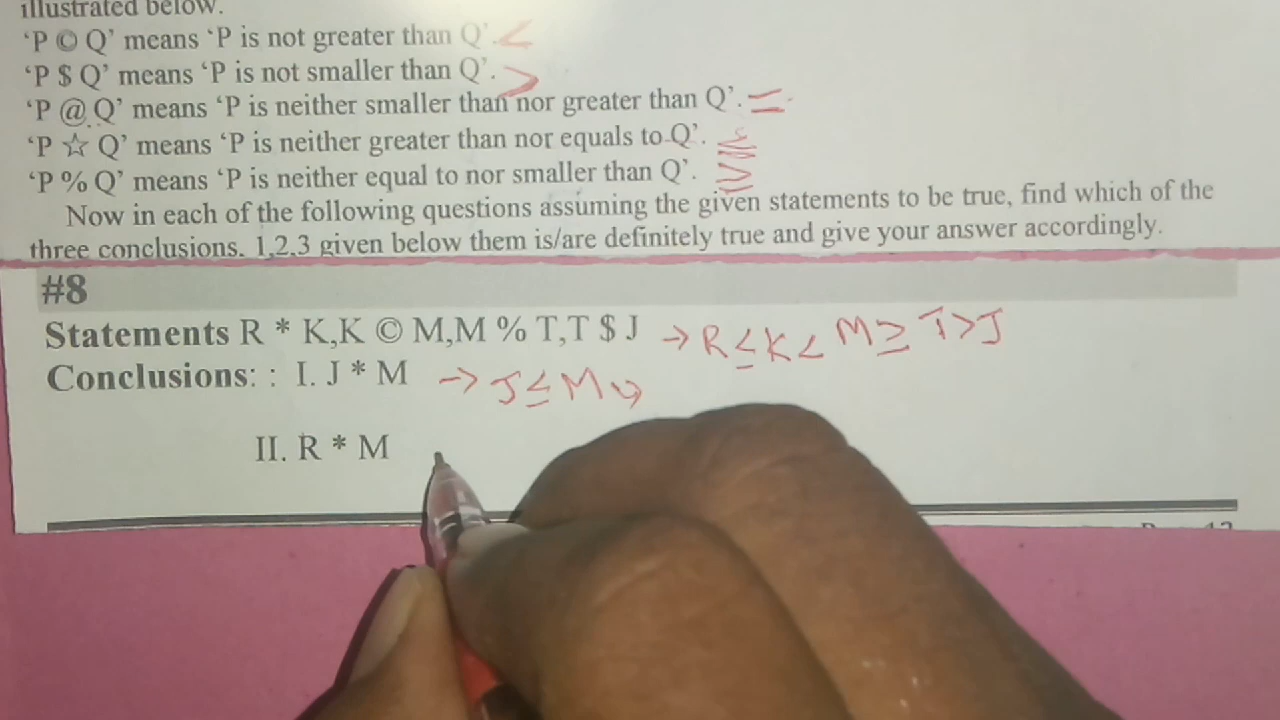 illustrated below.
‘P © Q’ means ‘P is not greater than Q’. <
‘P $ Q’ means ‘P is not smaller than Q’. >
‘P @ Q’ means ‘P is neither smaller than nor greater than Q’. =
‘P ☆ Q’ means ‘P is neither greater than nor equals to Q’. ≤
‘P % Q’ means ‘P is neither equal to nor smaller than Q’. ≥
Now in each of the following questions assuming the given statements to be true, find which of the
three conclusions. 1,2,3 given below them is/are definitely true and give your answer accordingly.
#8
Statements R * K,K © M,M % T,T $ J → R ≤ K < M ≥ T > J
Conclusions: : I. J * M → J ≤ M
II. R * M